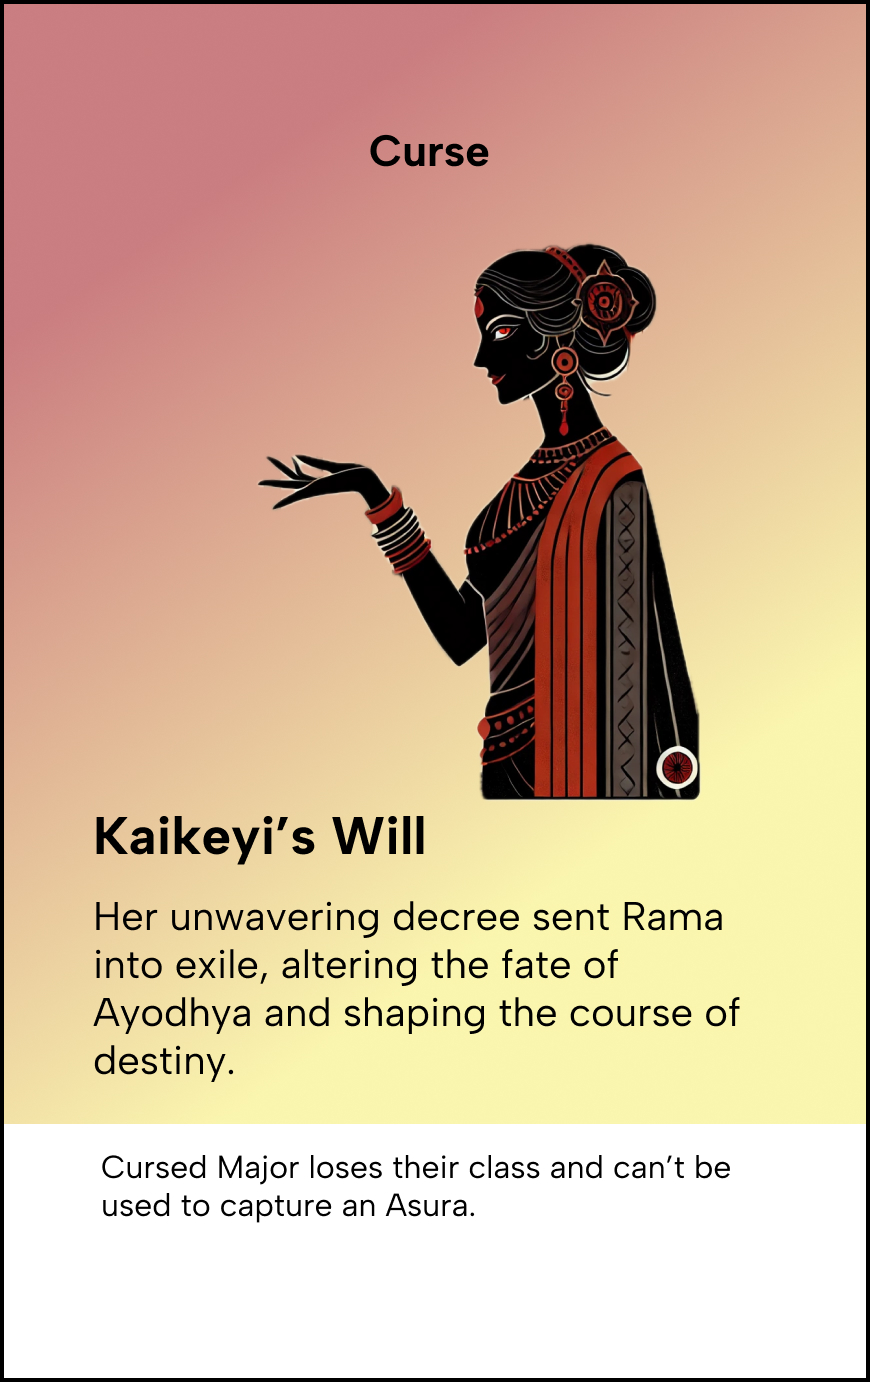 Curse
Kaikeyi’s Will
Her unwavering decree sent Rama
into exile, altering the fate of
Ayodhya and shaping the course of
destiny.
Cursed Major loses their class and can’t be
used to capture an Asura.